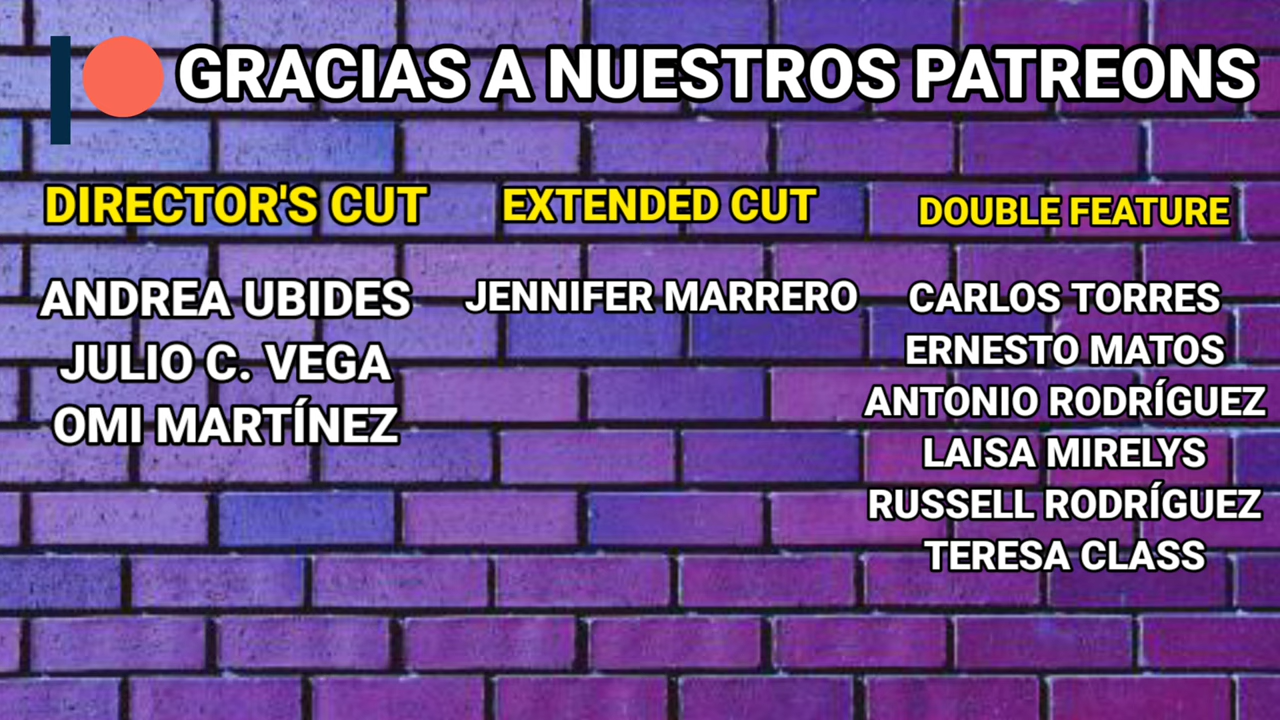 GRACIAS A NUESTROS PATREONS
DIRECTOR'S CUT
ANDREA UBIDES
JULIO C. VEGA
OMI MARTÍNEZ
EXTENDED CUT
JENNIFER MARRERO
DOUBLE FEATURE
CARLOS TORRES
ERNESTO MATOS
ANTONIO RODRÍGUEZ
LAISA MIRELYS
RUSSELL RODRÍGUEZ
TERESA CLASS